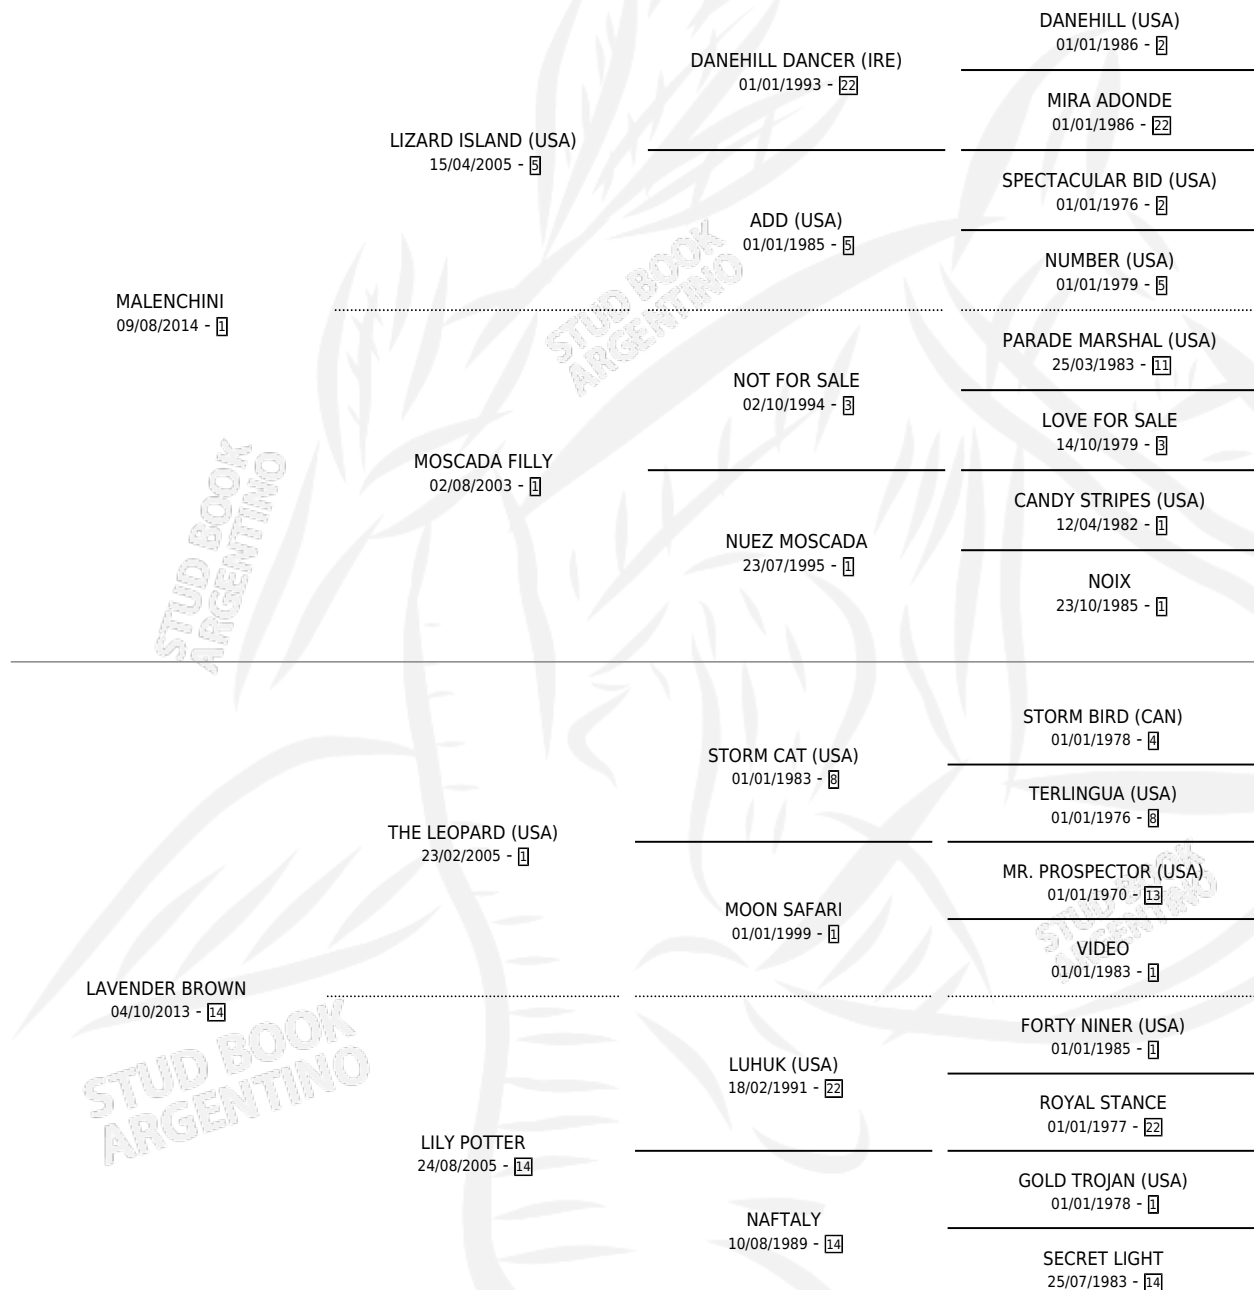 MALENCHINI
09/08/2014 - 1
LIZARD ISLAND (USA)
15/04/2005 - 5
DANEHILL DANCER (IRE)
01/01/1993 - 22
DANEHILL (USA)
01/01/1986 - 2
MIRA ADONDE
01/01/1986 - 22
ADD (USA)
01/01/1985 - 5
SPECTACULAR BID (USA)
01/01/1976 - 2
NUMBER (USA)
01/01/1979 - 5
MOSCADA FILLY
02/08/2003 - 1
NOT FOR SALE
02/10/1994 - 3
PARADE MARSHAL (USA)
25/03/1983 - 11
LOVE FOR SALE
14/10/1979 - 3
NUEZ MOSCADA
23/07/1995 - 1
CANDY STRIPES (USA)
12/04/1982 - 1
NOIX
23/10/1985 - 1
LAVENDER BROWN
04/10/2013 - 14
THE LEOPARD (USA)
23/02/2005 - 1
STORM CAT (USA)
01/01/1983 - 8
STORM BIRD (CAN)
01/01/1978 - 4
TERLINGUA (USA)
01/01/1976 - 8
MOON SAFARI
01/01/1999 - 1
MR. PROSPECTOR (USA)
01/01/1970 - 13
VIDEO
01/01/1983 - 1
LILY POTTER
24/08/2005 - 14
LUHUK (USA)
18/02/1991 - 22
FORTY NINER (USA)
01/01/1985 - 1
ROYAL STANCE
01/01/1977 - 22
NAFTALY
10/08/1989 - 14
GOLD TROJAN (USA)
01/01/1978 - 1
SECRET LIGHT
25/07/1983 - 14
STUD BOOK
ARGENTINO
STUD BOOK
ARGENTINO
STUD BOOK
ARGENTINO
STUD BOOK
ARGENTINO